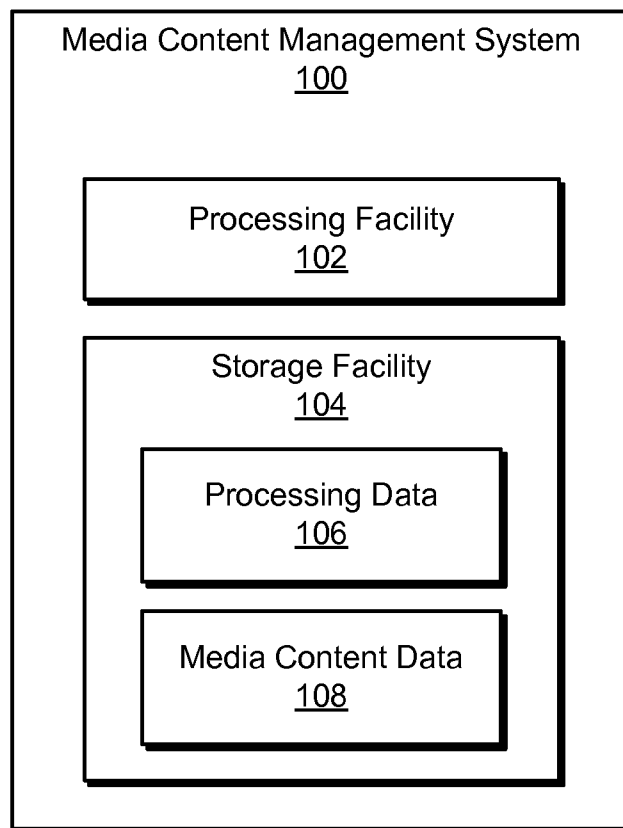 Media Content Management System
100
Processing Facility
102
Storage Facility
104
Processing Data
106
Media Content Data
108